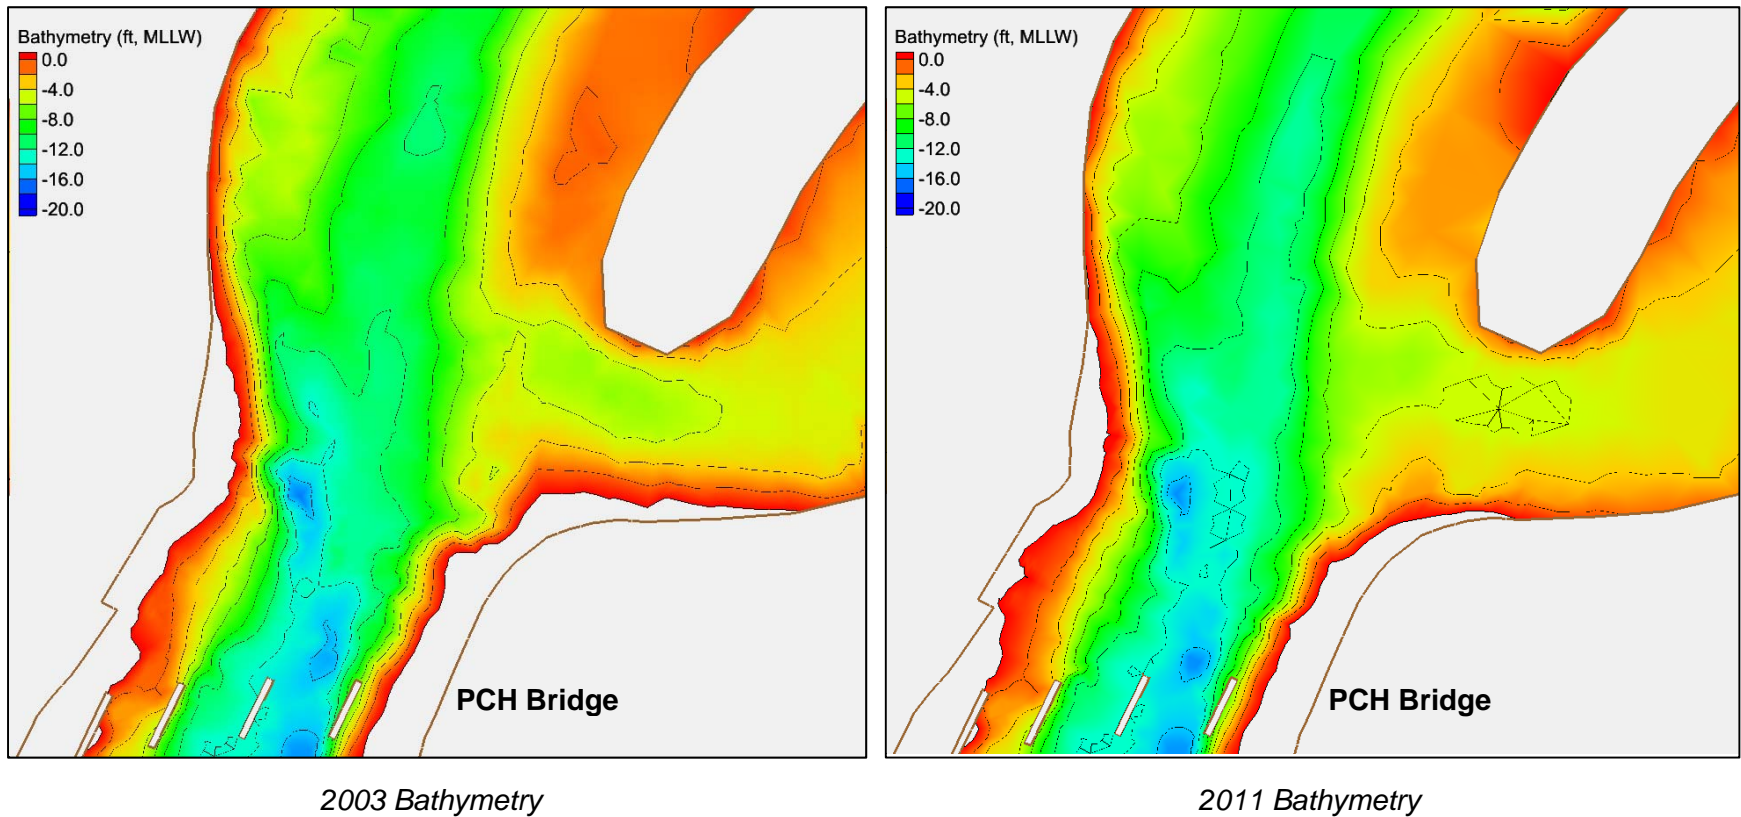 Bathymetry (ft, MLLW)
0.0
-4.0
-8.0
-12.0
-16.0
-20.0
PCH Bridge
2003 Bathymetry
Bathymetry (ft, MLLW)
0.0
-4.0
-8.0
-12.0
-16.0
-20.0
PCH Bridge
2011 Bathymetry